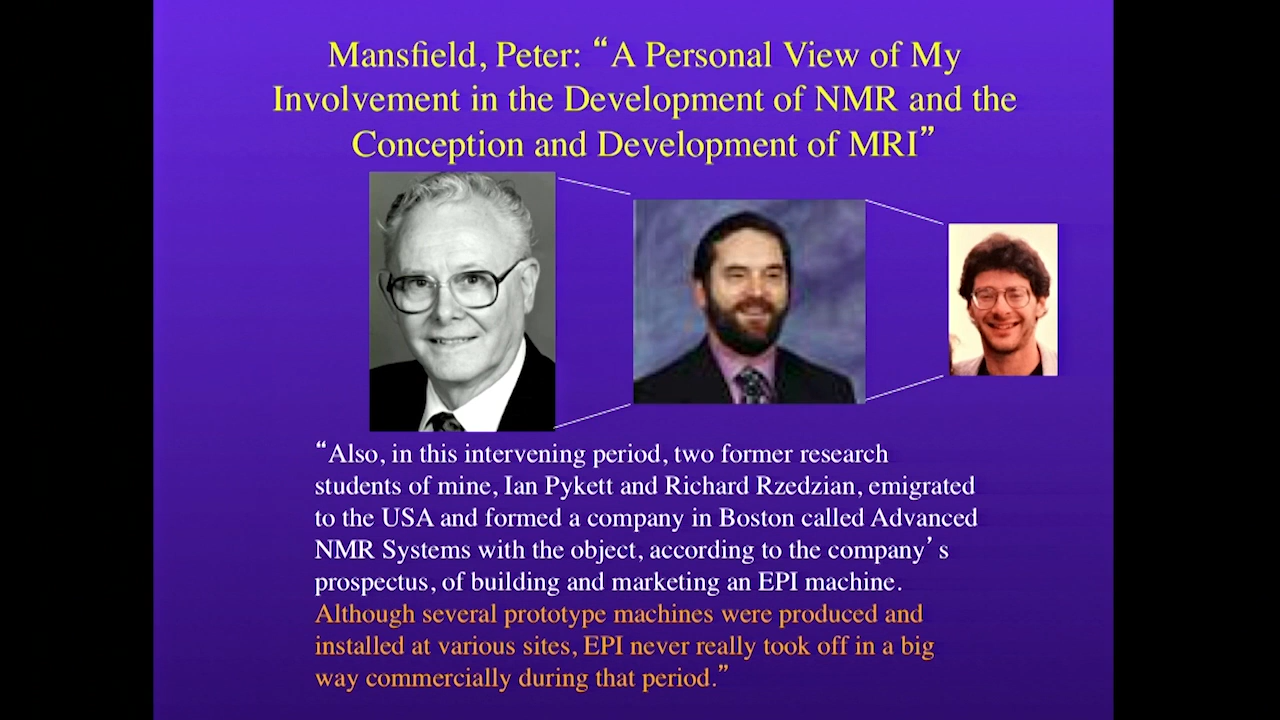 Mansfield, Peter: “A Personal View of My
Involvement in the Development of NMR and the
Conception and Development of MRI”
“Also, in this intervening period, two former research
students of mine, Ian Pykett and Richard Rzedzian, emigrated
to the USA and formed a company in Boston called Advanced
NMR Systems with the object, according to the company’s
prospectus, of building and marketing an EPI machine.
Although several prototype machines were produced and
installed at various sites, EPI never really took off in a big
way commercially during that period.”